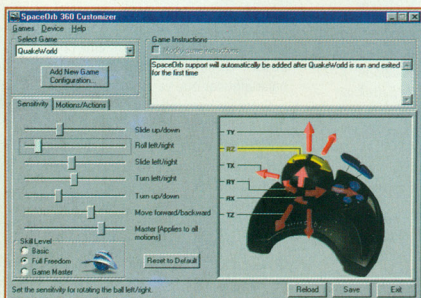 SpaceOrb 360 Customizer
Games Device Help
Select Game
QuakeWorld
Add New Game
Configuration...
Game Instructions
SpaceOrb support will automatically be added after QuakeWorld is run and exited
for the first time
Sensitivity
Motions/Actions
Slide up/down
Roll left/right
Slide left/right
Turn left/right
Turn up/down
Move forward/backward
Master (Applies to all
motions)
Skill Level
Basic
Full Freedom
Game Master
Reset to Default
TY
RZ
TX
RY
RX
TZ
Set the sensitivity for rotating the ball left/right.
Reload
Save
Exit